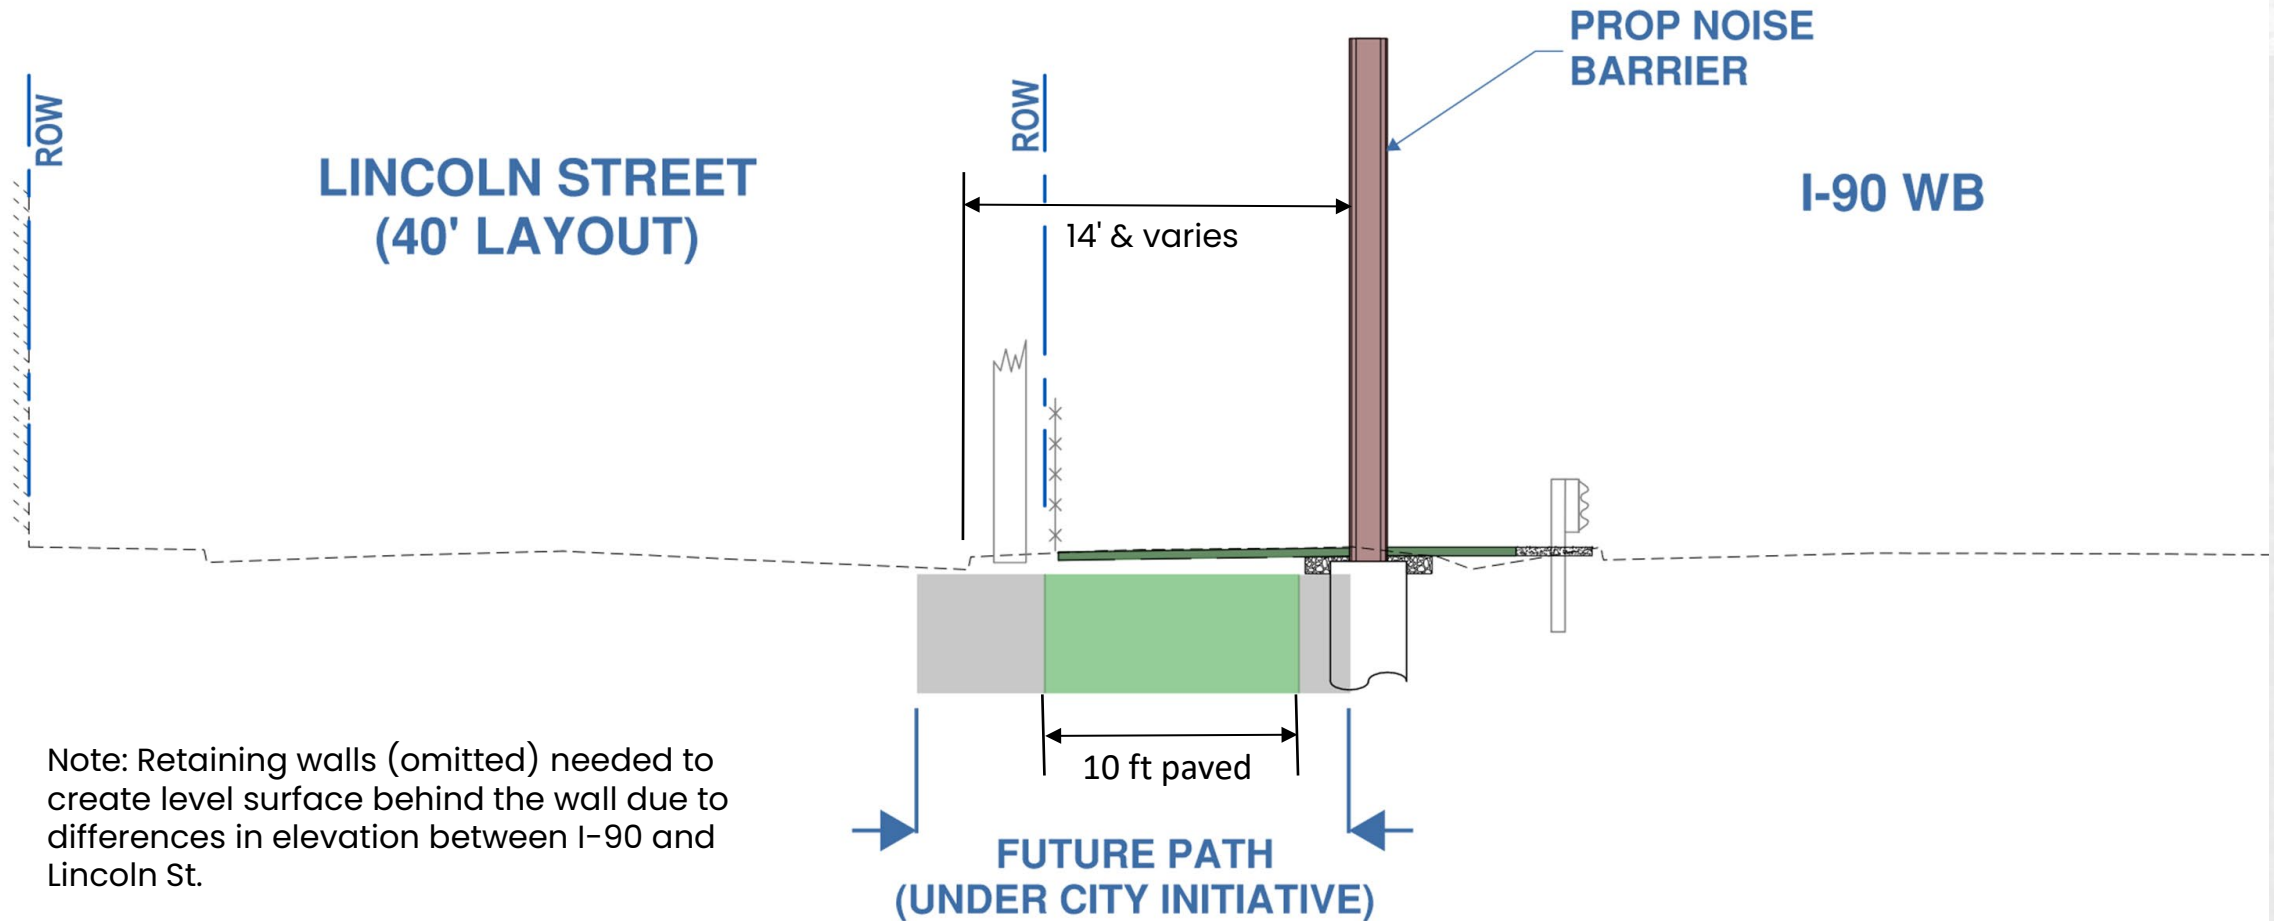 PROP NOISE
BARRIER
ROW
ROW
LINCOLN STREET
(40' LAYOUT)
I-90 WB
14' & varies
10 ft paved
Note: Retaining walls (omitted) needed to
create level surface behind the wall due to
differences in elevation between I-90 and
Lincoln St.
FUTURE PATH
(UNDER CITY INITIATIVE)